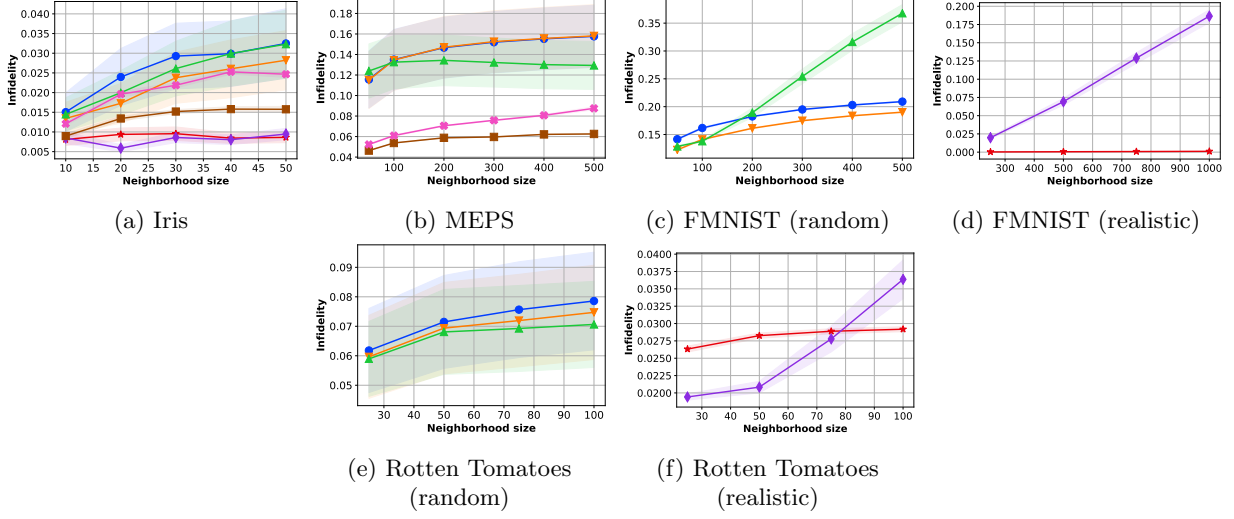 0.040
0.035
0.030
0.025
0.020
0.015
0.010
0.005
Infidelity
10 15 20 25 30 35 40 45 50
Neighborhood size
0.18
0.16
0.14
0.12
0.10
0.08
0.06
0.04
Infidelity
100 200 300 400 500
Neighborhood size
0.35
0.30
0.25
0.20
0.15
Infidelity
100 200 300 400 500
Neighborhood size
0.200
0.175
0.150
0.125
0.100
0.075
0.050
0.025
0.000
Infidelity
300 400 500 600 700 800 900 1000
Neighborhood size
(a) Iris
(b) MEPS
(c) FMNIST (random)
(d) FMNIST (realistic)
0.09
0.08
0.07
0.06
0.05
Infidelity
30 40 50 60 70 80 90 100
Neighborhood size
0.0400
0.0375
0.0350
0.0325
0.0300
0.0275
0.0250
0.0225
0.0200
Infidelity
30 40 50 60 70 80 90 100
Neighborhood size
(e) Rotten Tomatoes
(random)
(f) Rotten Tomatoes
(realistic)